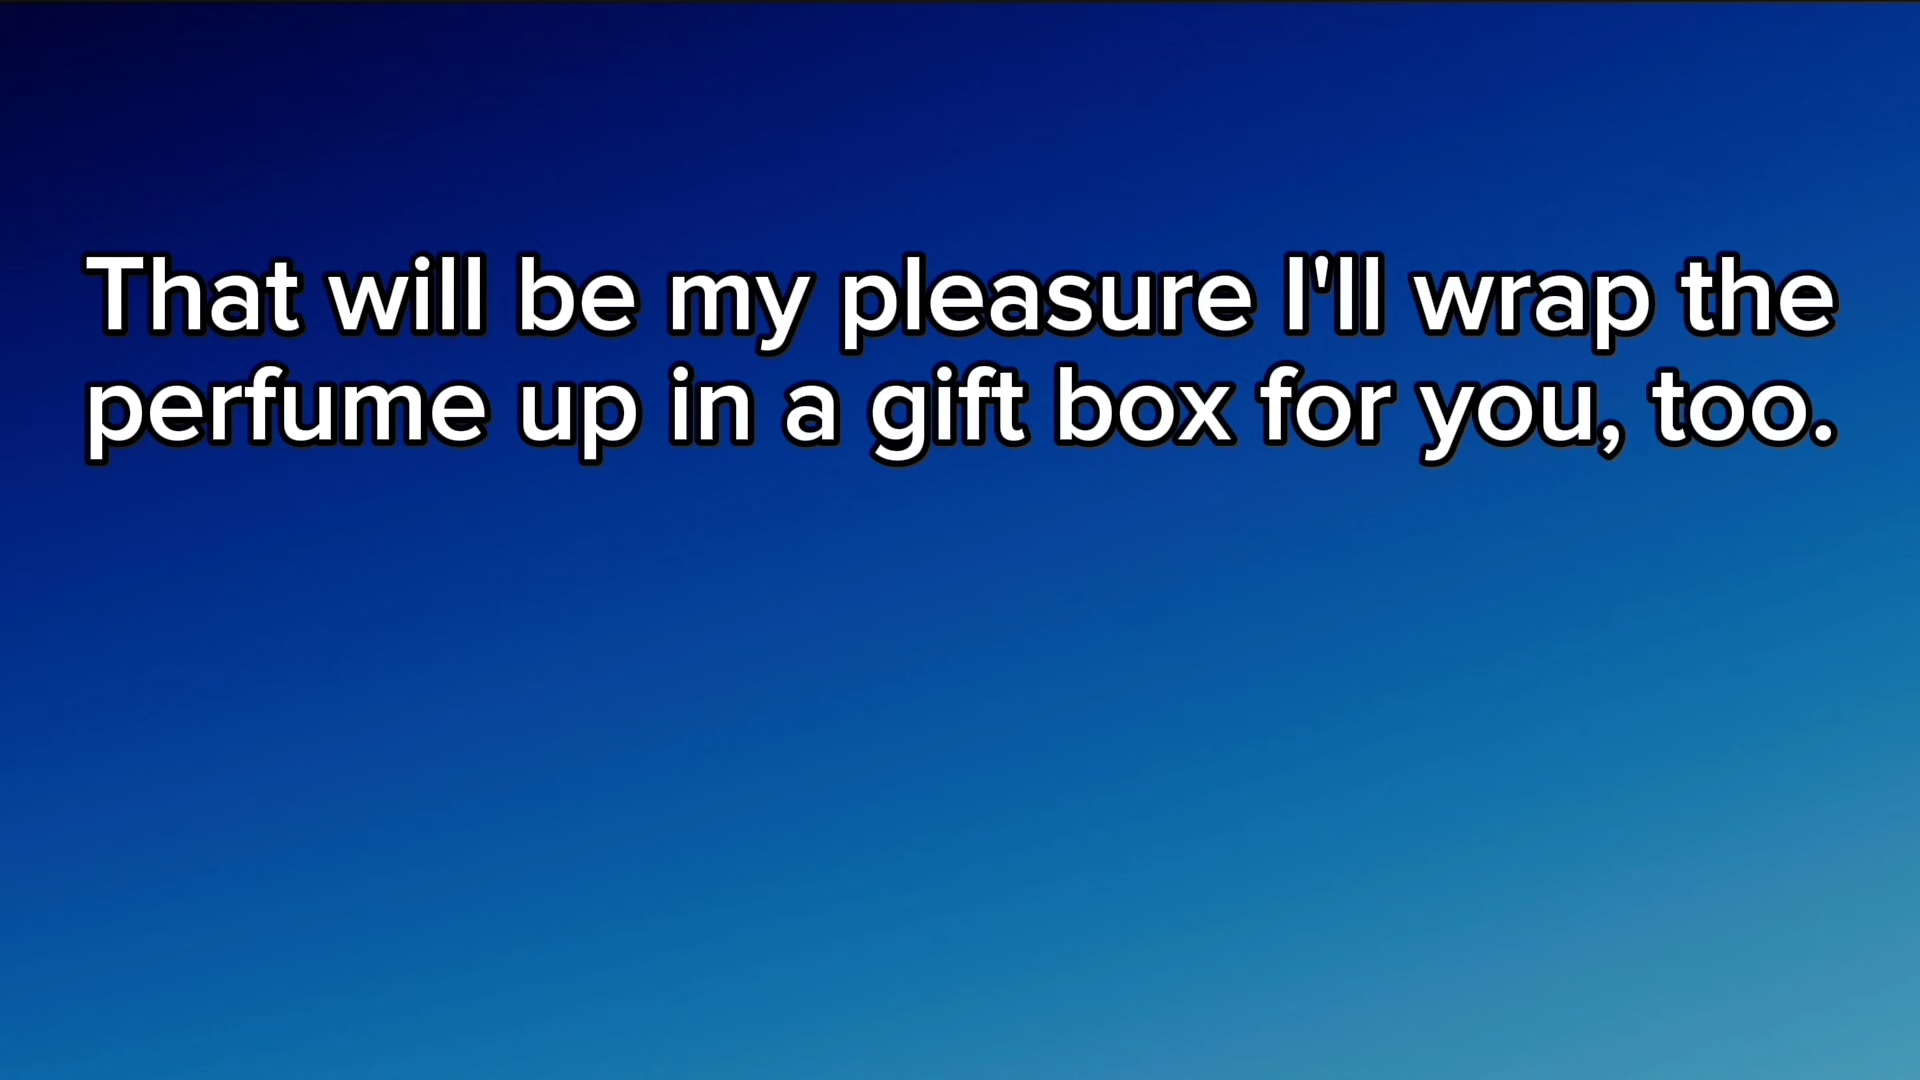 That will be my pleasure I'll wrap the
perfume up in a gift box for you, too.